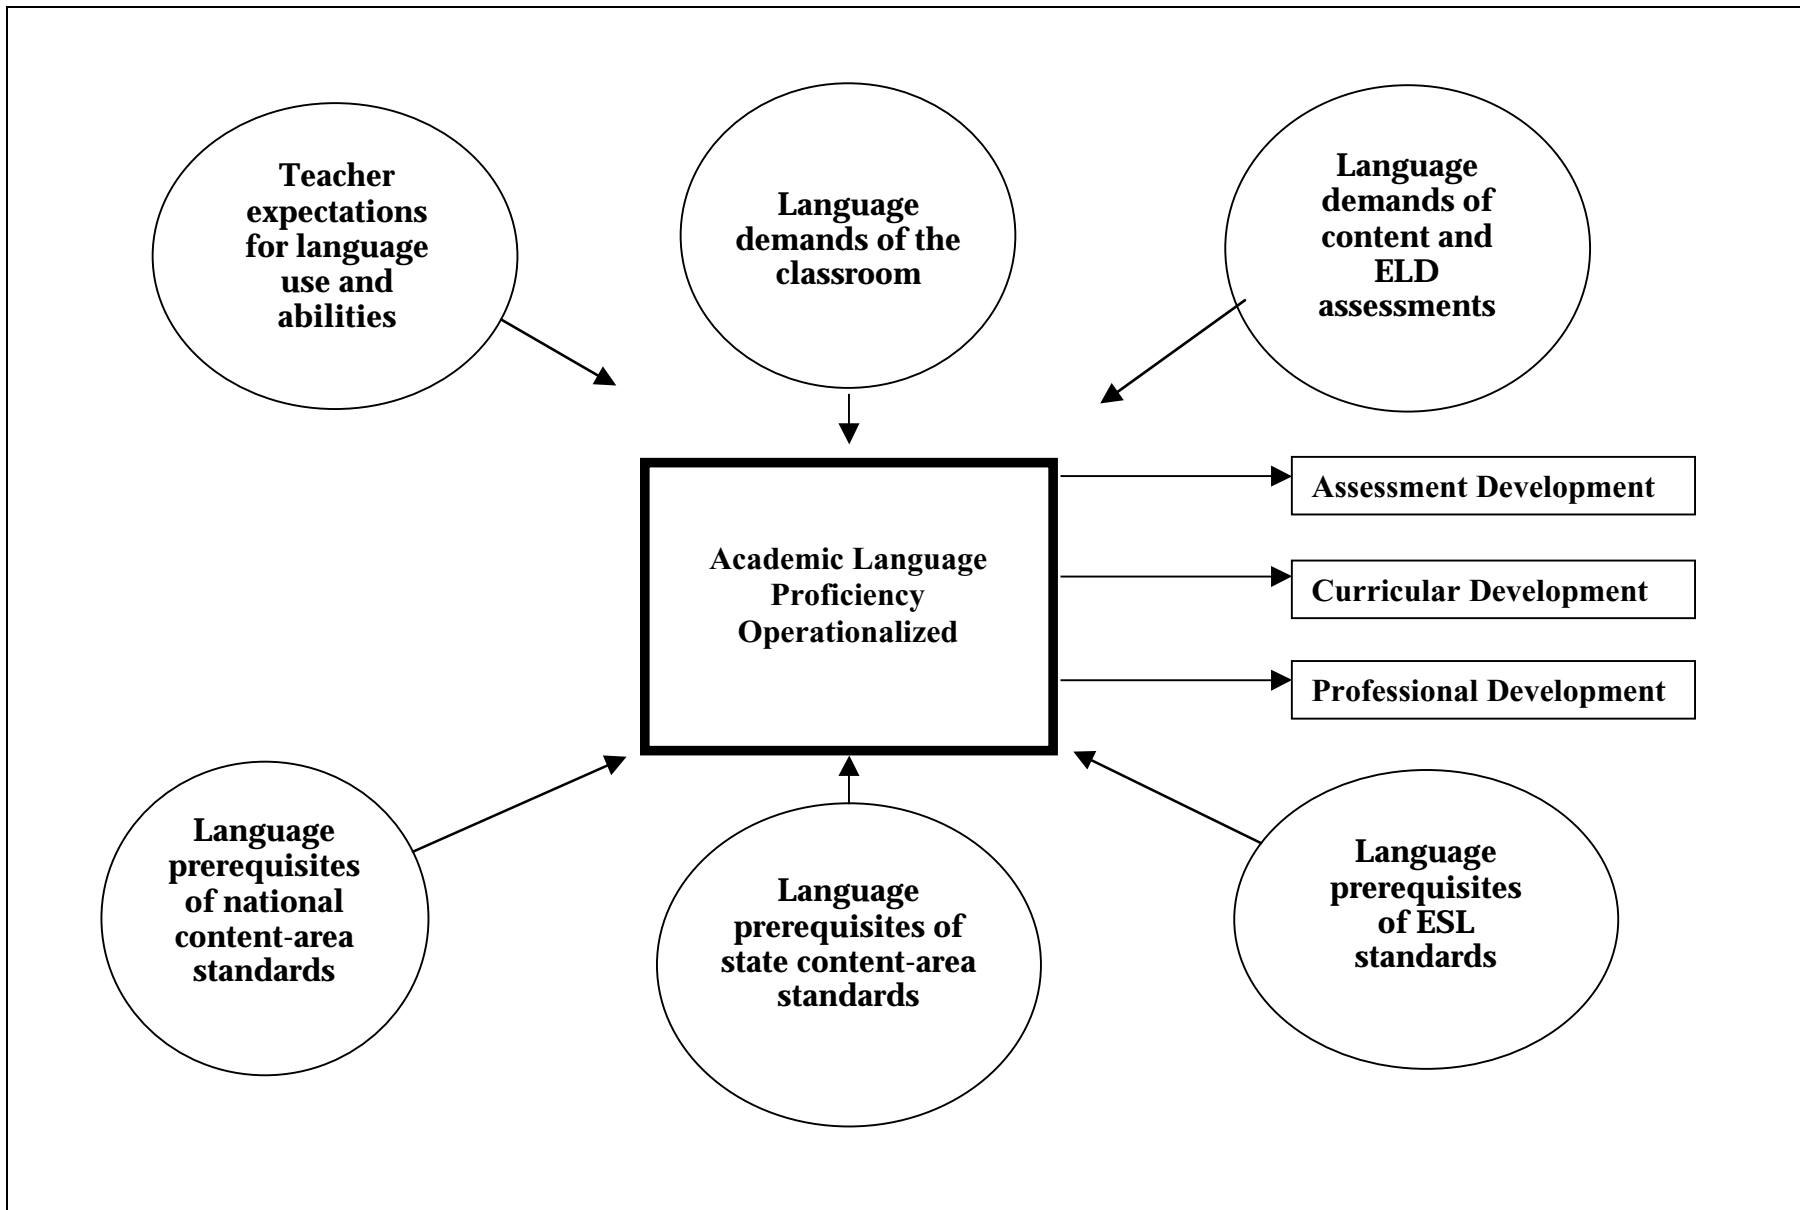 Teacher
expectations
for language
use and
abilities
Language
demands of the
classroom
Language
demands of
content and
ELD
assessments
Academic Language
Proficiency
Operationalized
Assessment Development
Curricular Development
Professional Development
Language
prerequisites
of national
content-area
standards
Language
prerequisites of
state content-area
standards
Language
prerequisites
of ESL
standards